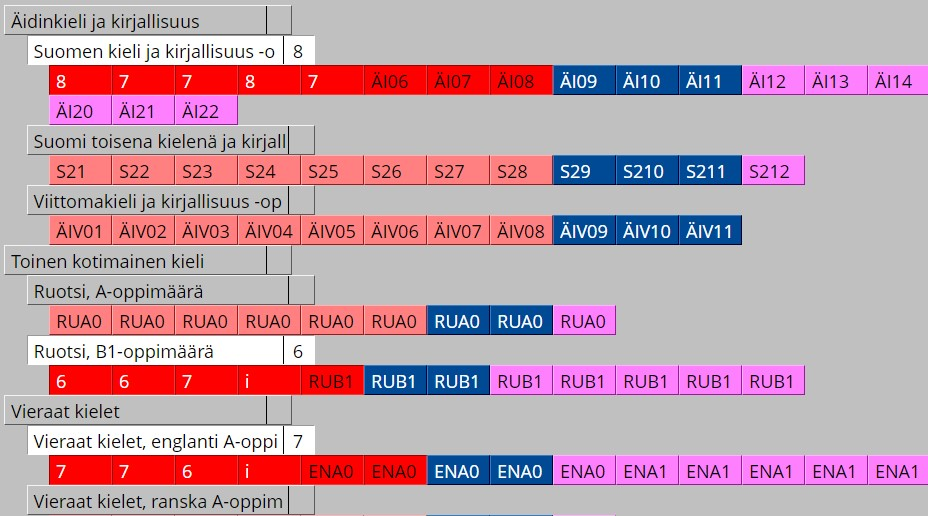 Äidinkieli ja kirjallisuus
Suomen kieli ja kirjallisuus -o 8
8 7 7 8 7 ÄI06 ÄI07 ÄI08 ÄI09 ÄI10 ÄI11 ÄI12 ÄI13 ÄI14
ÄI20 ÄI21 ÄI22
Suomi toisena kielenä ja kirjall
S21 S22 S23 S24 S25 S26 S27 S28 S29 S210 S211 S212
Viittomakieli ja kirjallisuus -op
ÄIV01 ÄIV02 ÄIV03 ÄIV04 ÄIV05 ÄIV06 ÄIV07 ÄIV08 ÄIV09 ÄIV10 ÄIV11
Toinen kotimainen kieli
Ruotsi, A-oppimäärä
RUA0 RUA0 RUA0 RUA0 RUA0 RUA0 RUA0 RUA0 RUA0
Ruotsi, B1-oppimäärä 6
6 6 7 i RUB1 RUB1 RUB1 RUB1 RUB1 RUB1 RUB1 RUB1
Vieraat kielet
Vieraat kielet, englanti A-oppi 7
7 7 6 i ENA0 ENA0 ENA0 ENA0 ENA0 ENA1 ENA1 ENA1 ENA1 ENA1
Vieraat kielet, ranska A-oppim